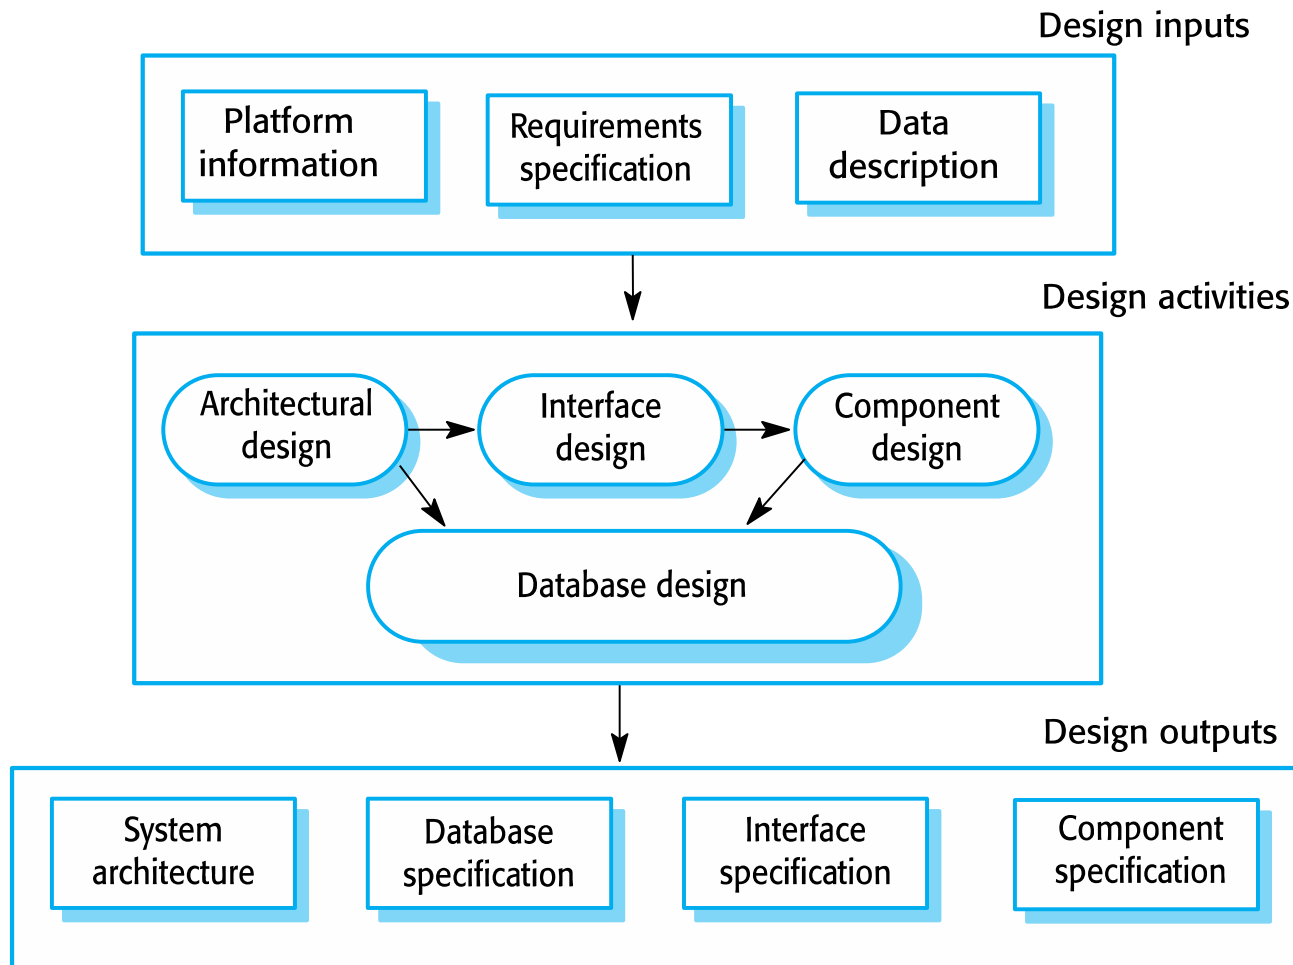 Design inputs
Platform
information
Requirements
specification
Data
description
Design activities
Architectural
design
Interface
design
Component
design
Database design
Design outputs
System
architecture
Database
specification
Interface
specification
Component
specification